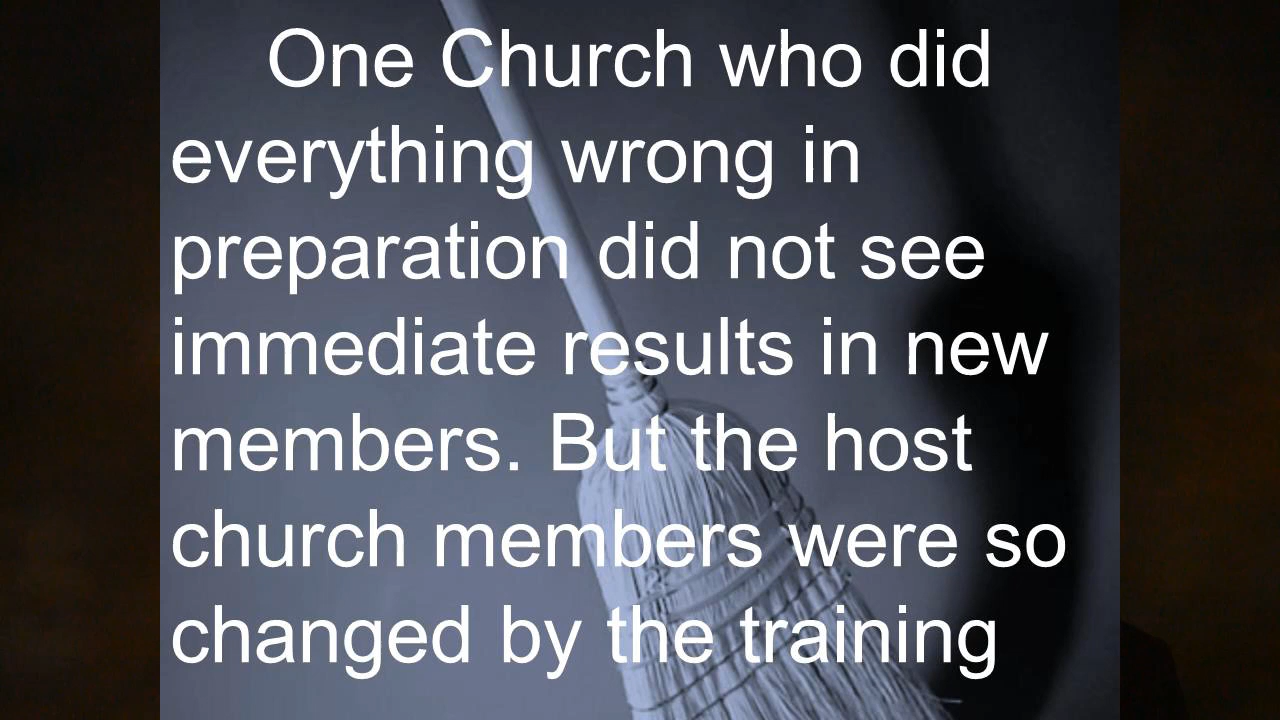 One Church who did
everything wrong in
preparation did not see
immediate results in new
members. But the host
church members were so
changed by the training